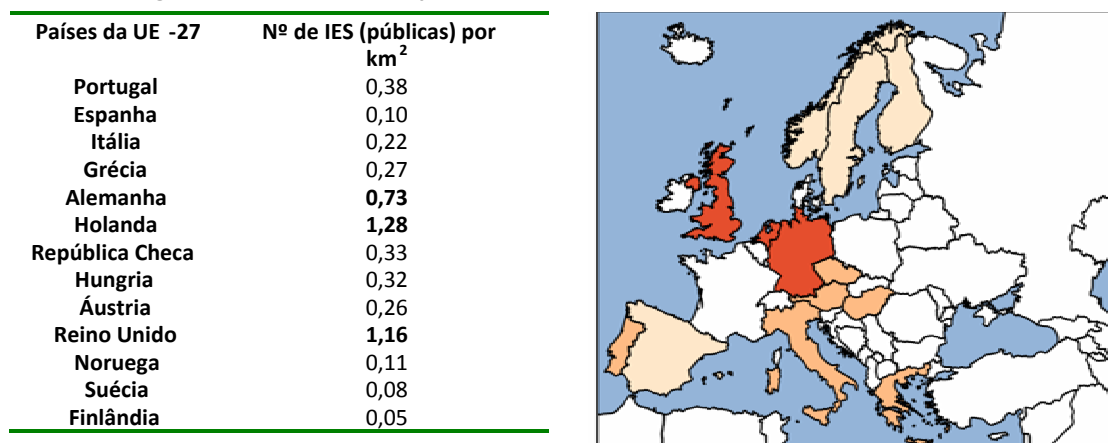 Países da UE -27 Nº de IES (públicas) por
km²
Portugal 0,38
Espanha 0,10
Itália 0,22
Grécia 0,27
Alemanha 0,73
Holanda 1,28
República Checa 0,33
Hungria 0,32
Áustria 0,26
Reino Unido 1,16
Noruega 0,11
Suécia 0,08
Finlândia 0,05